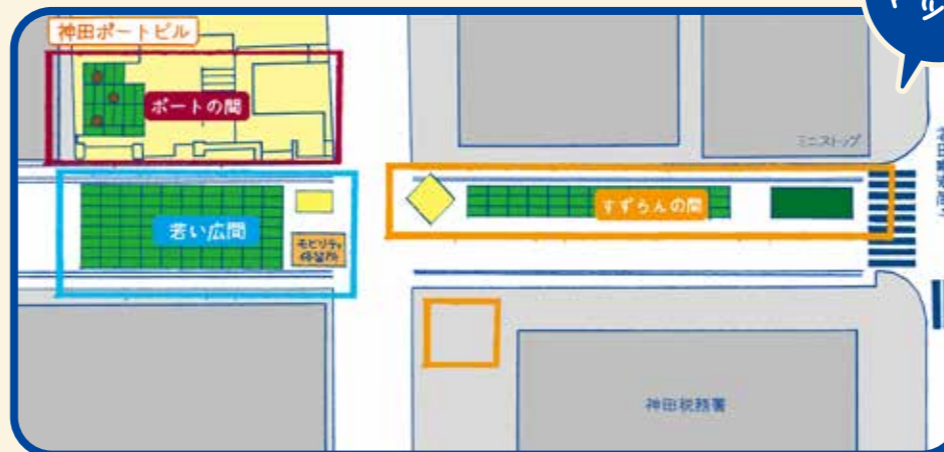 神田ポートビル
ポートの間
ミニストップ
すずらんの間
若い広間
モビリティ
停留所
神田税務署